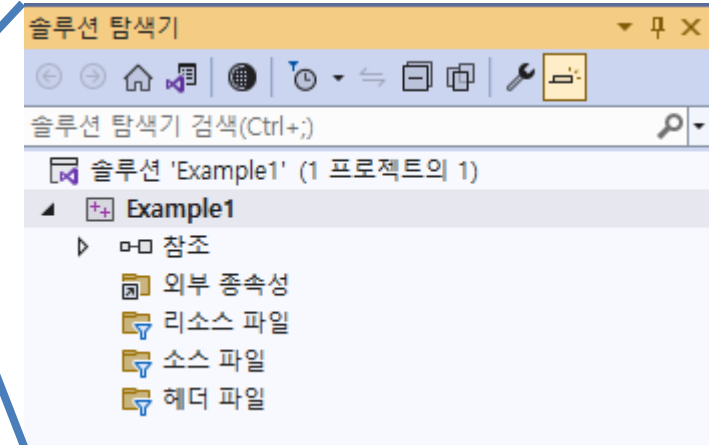 솔루션 탐색기
솔루션 탐색기 검색(Ctrl+;)
솔루션 'Example1' (1 프로젝트의 1)
Example1
참조
외부 종속성
리소스 파일
소스 파일
헤더 파일